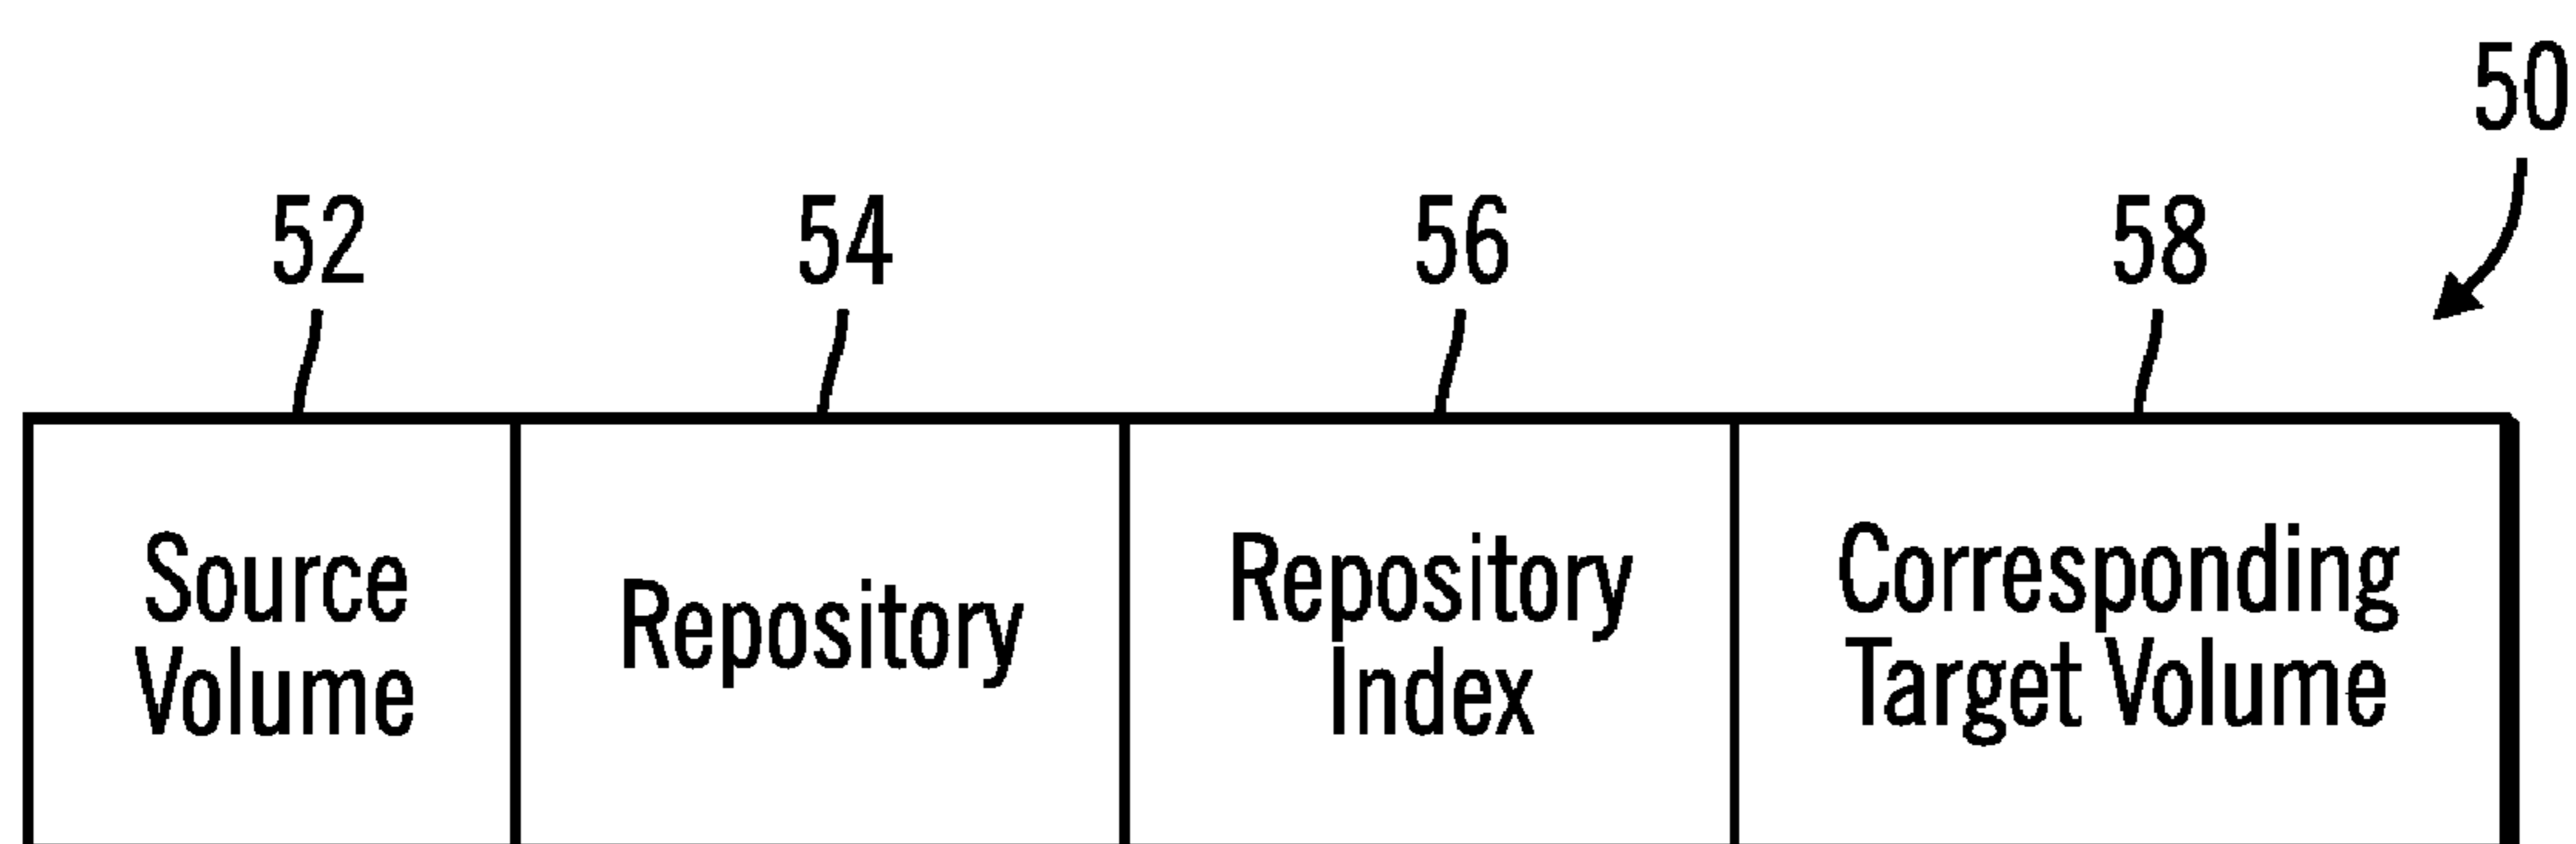 50
52
54
56
58
Source
Volume
Repository
Repository
Index
Corresponding
Target Volume